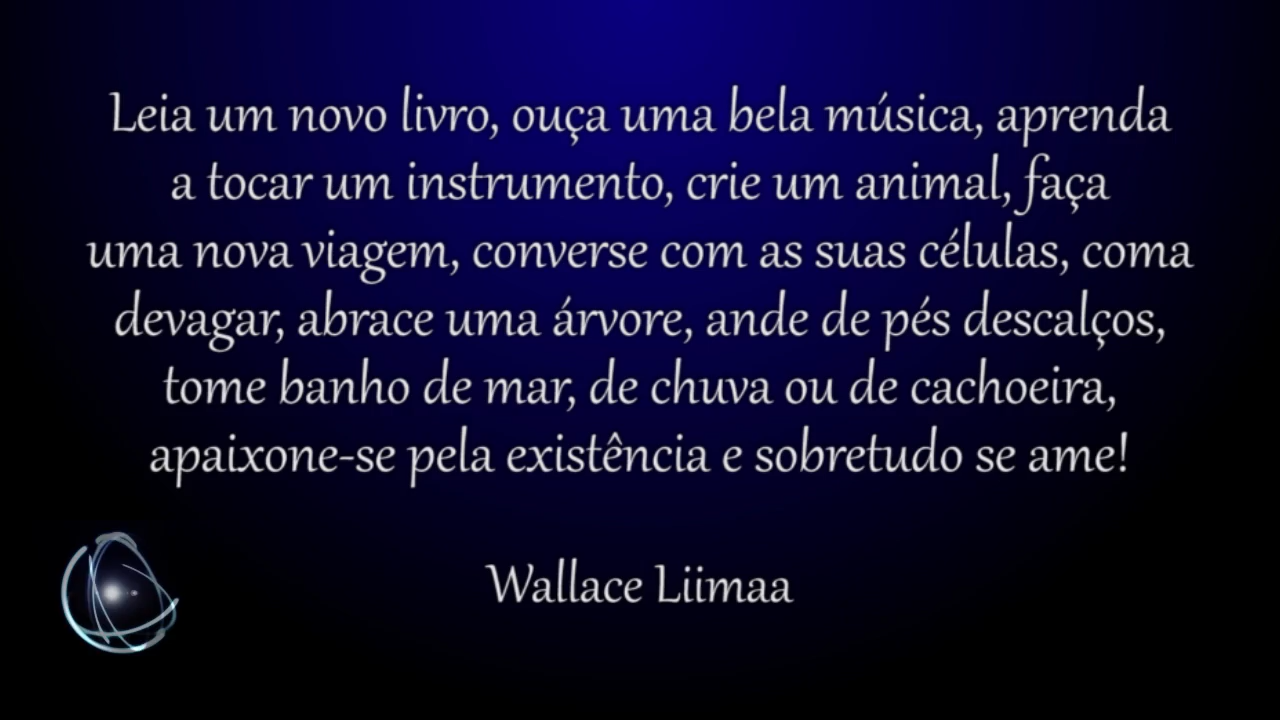 Leia um novo livro, ouça uma bela música, aprenda
a tocar um instrumento, crie um animal, faça
uma nova viagem, converse com as suas células, coma
devagar, abrace uma árvore, ande de pés descalços,
tome banho de mar, de chuva ou de cachoeira,
apaixone-se pela existência e sobretudo se ame!
Wallace Liimaa